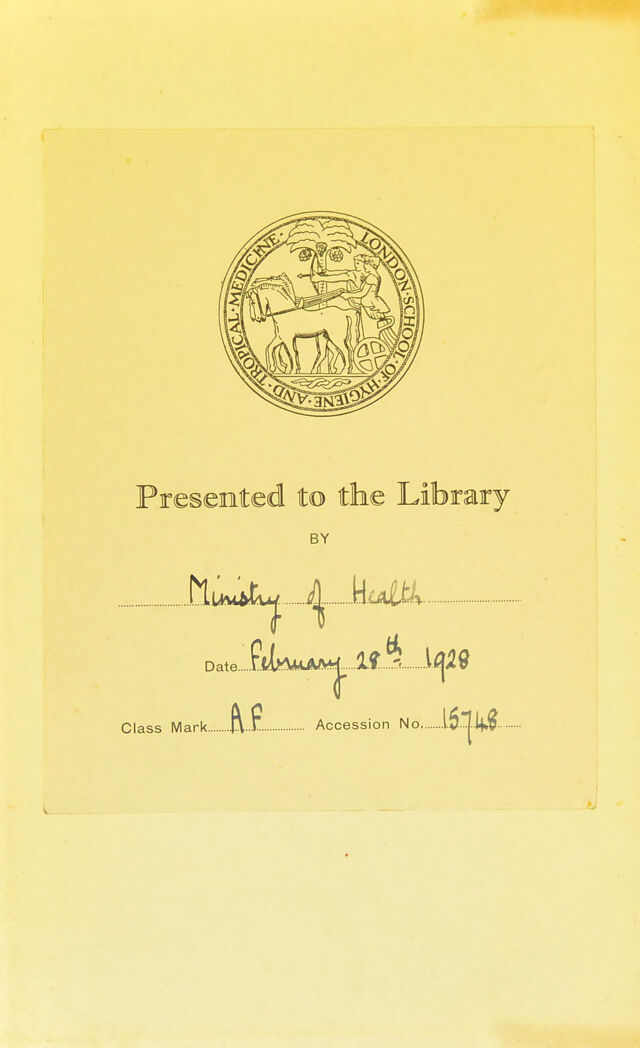 LONDON·SCHOOL·OF·HYGIENE·AND·TROPICAL·MEDICINE·
Presented to the Library
BY
Ministry of Health
Date February 28th 1928
Class Mark AF Accession No. 15748